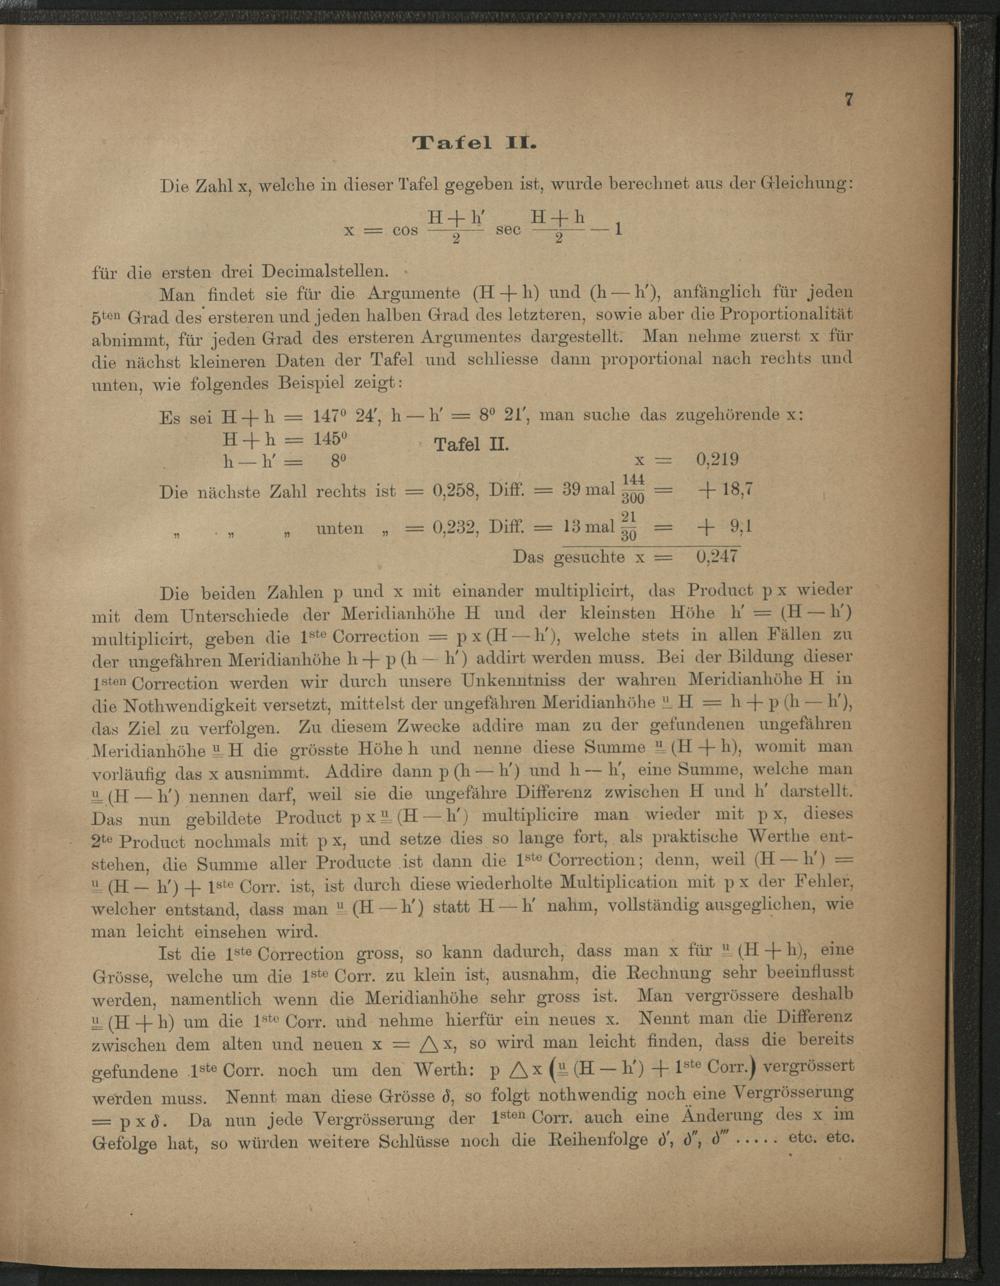 7
Tafel II.
Die Zahl x, welche in dieser Tafel gegeben ist, wurde berechnet aus der Gleichung:
x = cos (H + h′)/2 sec (H + h)/2 — 1
für die ersten drei Decimalstellen.
Man findet sie für die Argumente (H + h) und (h — h′), anfänglich für jeden
5ten Grad des ersteren und jeden halben Grad des letzteren, sowie aber die Proportionalität
abnimmt, für jeden Grad des ersteren Argumentes dargestellt. Man nehme zuerst x für
die nächst kleineren Daten der Tafel und schliesse dann proportional nach rechts und
unten, wie folgendes Beispiel zeigt:
Es sei H + h = 147⁰ 24′, h — h′ = 8⁰ 21′, man suche das zugehörende x:
H + h = 145⁰ Tafel II.
h — h′ = 8⁰ x = 0,219
Die nächste Zahl rechts ist = 0,258, Diff. = 39 mal 144/300 = + 18,7
„ „ „ unten „ = 0,232, Diff. = 13 mal 21/30 = + 9,1
Das gesuchte x = 0,247
Die beiden Zahlen p und x mit einander multiplicirt, das Product p x wieder
mit dem Unterschiede der Meridianhöhe H und der kleinsten Höhe h′ = (H — h′)
multiplicirt, geben die 1ste Correction = p x (H — h′), welche stets in allen Fällen zu
der ungefähren Meridianhöhe h + p (h — h′) addirt werden muss. Bei der Bildung dieser
1sten Correction werden wir durch unsere Unkenntniss der wahren Meridianhöhe H in
die Nothwendigkeit versetzt, mittelst der ungefähren Meridianhöhe u͇ H = h + p (h — h′),
das Ziel zu verfolgen. Zu diesem Zwecke addire man zu der gefundenen ungefähren
Meridianhöhe u͇ H die grösste Höhe h und nenne diese Summe u͇ (H + h), womit man
vorläufig das x ausnimmt. Addire dann p (h — h′) und h — h′, eine Summe, welche man
u͇ (H — h′) nennen darf, weil sie die ungefähre Differenz zwischen H und h′ darstellt.
Das nun gebildete Product p x u͇ (H — h′) multiplicire man wieder mit p x, dieses
2te Product nochmals mit p x, und setze dies so lange fort, als praktische Werthe ent-
stehen, die Summe aller Producte ist dann die 1ste Correction; denn, weil (H — h′) =
u͇ (H — h′) + 1ste Corr. ist, ist durch diese wiederholte Multiplication mit p x der Fehler,
welcher entstand, dass man u͇ (H — h′) statt H — h′ nahm, vollständig ausgeglichen, wie
man leicht einsehen wird.
Ist die 1ste Correction gross, so kann dadurch, dass man x für u͇ (H + h), eine
Grösse, welche um die 1ste Corr. zu klein ist, ausnahm, die Rechnung sehr beeinflusst
werden, namentlich wenn die Meridianhöhe sehr gross ist. Man vergrössere deshalb
u͇ (H + h) um die 1ste Corr. und nehme hierfür ein neues x. Nennt man die Differenz
zwischen dem alten und neuen x = △ x, so wird man leicht finden, dass die bereits
gefundene 1ste Corr. noch um den Werth: p △ x (u͇ (H — h′) + 1ste Corr.) vergrössert
werden muss. Nennt man diese Grösse δ, so folgt nothwendig noch eine Vergrösserung
= p x δ. Da nun jede Vergrösserung der 1sten Corr. auch eine Änderung des x im
Gefolge hat, so würden weitere Schlüsse noch die Reihenfolge δ′, δ″, δ‴ ..... etc. etc.